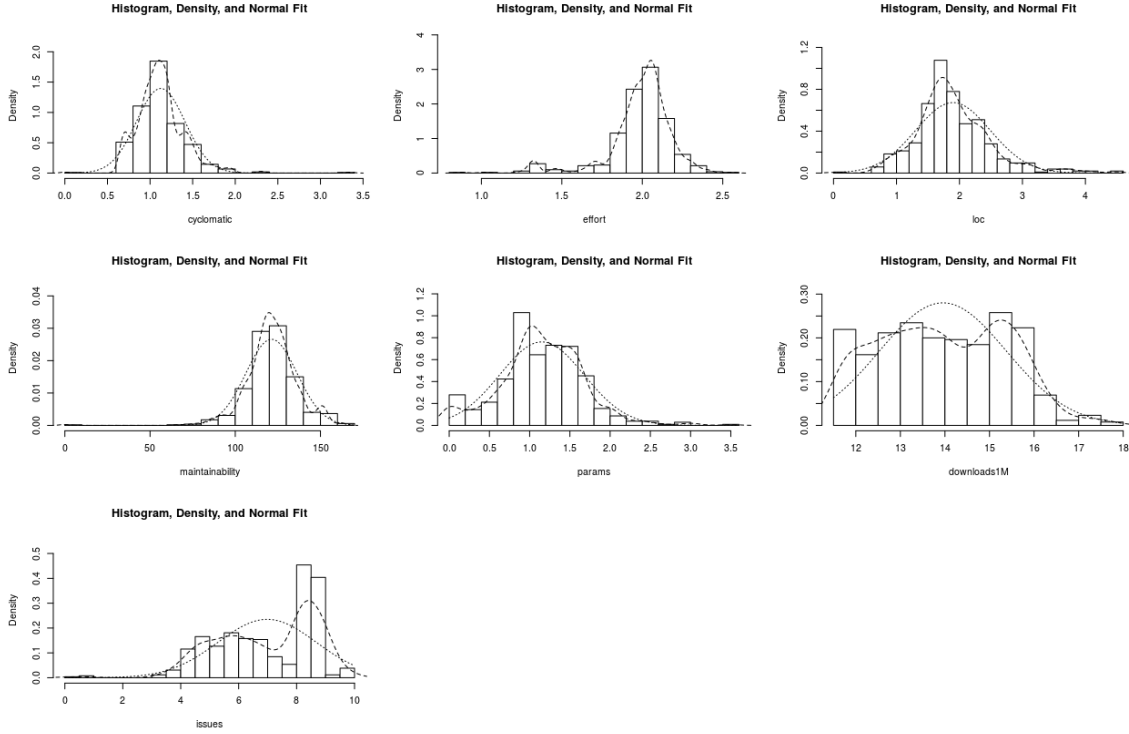 Histogram, Density, and Normal Fit
Density
0.0 0.5 1.0 1.5 2.0
0.0 0.5 1.0 1.5 2.0 2.5 3.0 3.5
cyclomatic
Histogram, Density, and Normal Fit
Density
0 1 2 3 4
1.0 1.5 2.0 2.5
effort
Histogram, Density, and Normal Fit
Density
0.0 0.4 0.8 1.2
0 1 2 3 4
loc
Histogram, Density, and Normal Fit
Density
0.00 0.01 0.02 0.03 0.04
0 50 100 150
maintainability
Histogram, Density, and Normal Fit
Density
0.0 0.2 0.4 0.6 0.8 1.0 1.2
0.0 0.5 1.0 1.5 2.0 2.5 3.0 3.5
params
Histogram, Density, and Normal Fit
Density
0.00 0.10 0.20 0.30
12 13 14 15 16 17 18
downloads1M
Histogram, Density, and Normal Fit
Density
0.0 0.1 0.2 0.3 0.4 0.5
0 2 4 6 8 10
issues